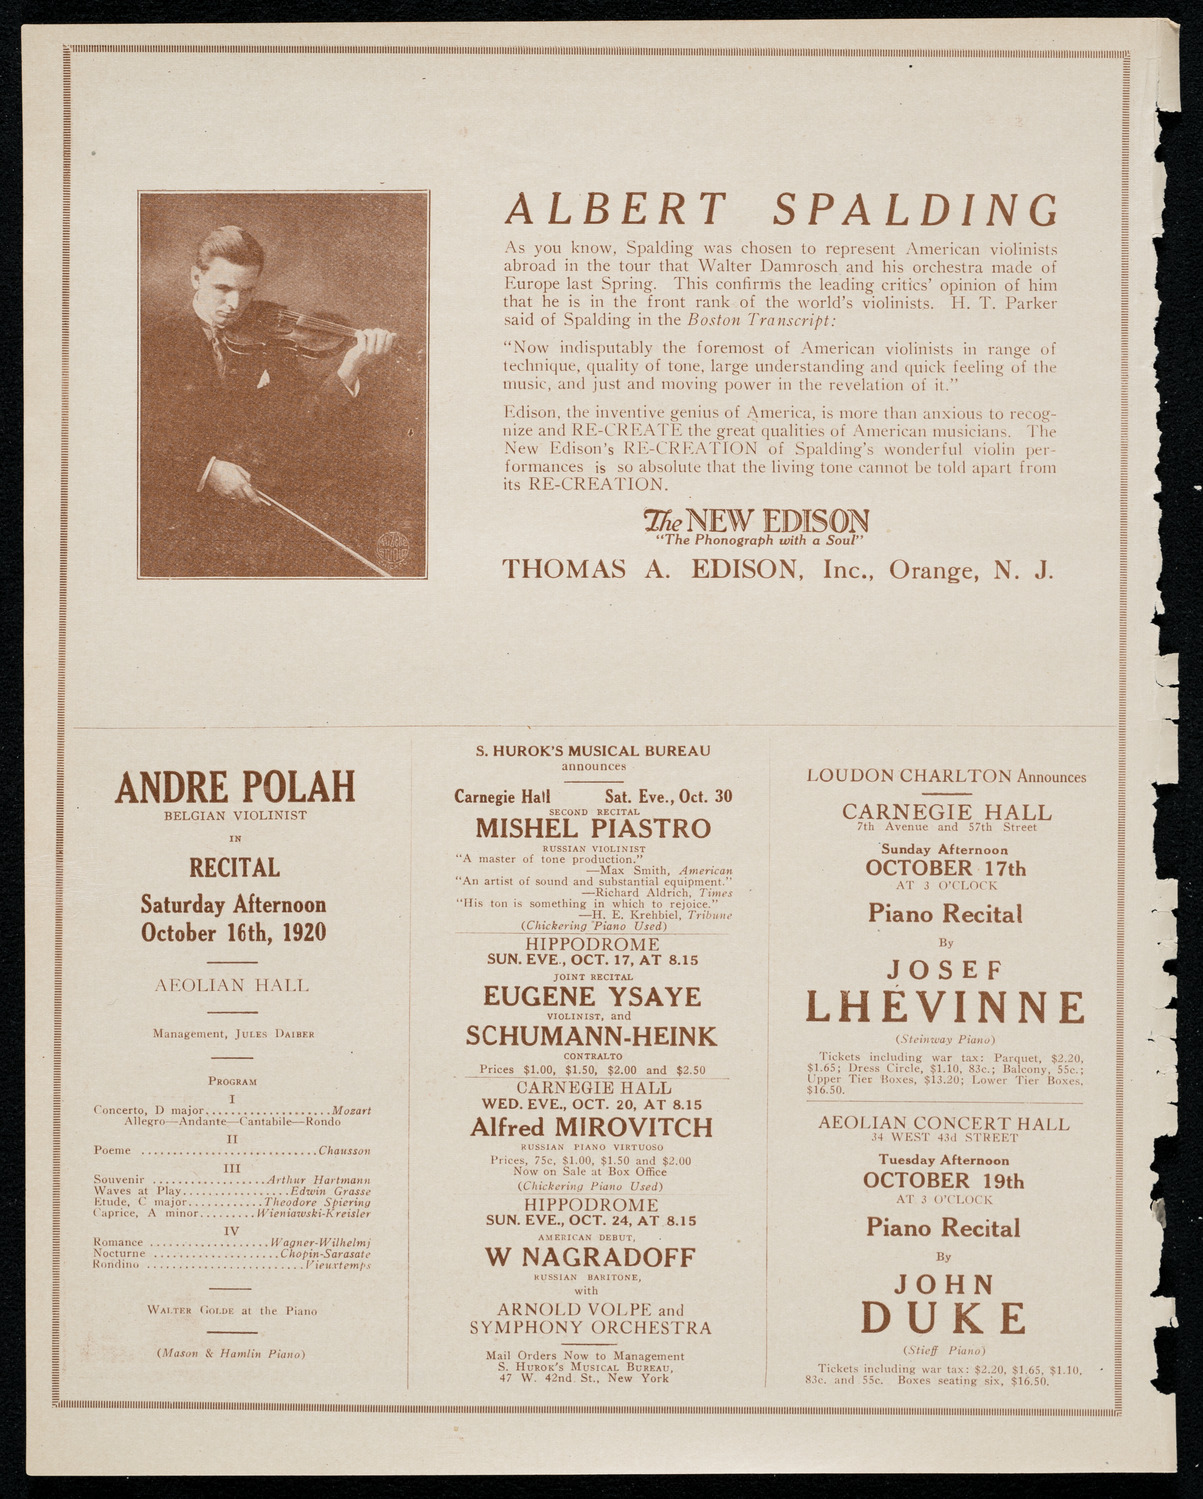 ALBERT SPALDING
As you know, Spalding was chosen to represent American violinists
abroad in the tour that Walter Damrosch and his orchestra made of
Europe last Spring. This confirms the leading critics' opinion of him
that he is in the front rank of the world's violinists. H. T. Parker
said of Spalding in the Boston Transcript:
"Now indisputably the foremost of American violinists in range of
technique, quality of tone, large understanding and quick feeling of the
music, and just and moving power in the revelation of it."
Edison, the inventive genius of America, is more than anxious to recog-
nize and RE-CREATE the great qualities of American musicians. The
New Edison's RE-CREATION of Spalding's wonderful violin per-
formances is so absolute that the living tone cannot be told apart from
its RE-CREATION.
The NEW EDISON
"The Phonograph with a Soul"
THOMAS A. EDISON, Inc., Orange, N. J.
ANDRE POLAH
BELGIAN VIOLINIST
IN
RECITAL
Saturday Afternoon
October 16th, 1920
AEOLIAN HALL
Management, JULES DAIBER
PROGRAM
I
Concerto, D major...................Mozart
Allegro—Andante—Cantabile—Rondo
II
Poeme ...........................Chausson
III
Souvenir .................Arthur Hartmann
Waves at Play................Edwin Grasse
Etude, C major...........Theodore Spiering
Caprice, A minor.........Wieniawski-Kreisler
IV
Romance ..................Wagner-Wilhelmj
Nocturne ...................Chopin-Sarasate
Rondino ........................Vieuxtemps
WALTER GOLDE at the Piano
(Mason & Hamlin Piano)
S. HUROK'S MUSICAL BUREAU
announces
Carnegie Hall Sat. Eve., Oct. 30
SECOND RECITAL
MISHEL PIASTRO
RUSSIAN VIOLINIST
"A master of tone production."
—Max Smith, American
"An artist of sound and substantial equipment."
—Richard Aldrich, Times
"His ton is something in which to rejoice."
—H. E. Krehbiel, Tribune
(Chickering Piano Used)
HIPPODROME
SUN. EVE., OCT. 17, AT 8.15
JOINT RECITAL
EUGENE YSAYE
VIOLINIST, and
SCHUMANN-HEINK
CONTRALTO
Prices $1.00, $1.50, $2.00 and $2.50
CARNEGIE HALL
WED. EVE., OCT. 20, AT 8.15
Alfred MIROVITCH
RUSSIAN PIANO VIRTUOSO
Prices, 75c, $1.00, $1.50 and $2.00
Now on Sale at Box Office
(Chickering Piano Used)
HIPPODROME
SUN. EVE., OCT. 24, AT 8.15
AMERICAN DEBUT,
W NAGRADOFF
RUSSIAN BARITONE,
with
ARNOLD VOLPE and
SYMPHONY ORCHESTRA
Mail Orders Now to Management
S. HUROK'S MUSICAL BUREAU,
47 W. 42nd St., New York
LOUDON CHARLTON Announces
CARNEGIE HALL
7th Avenue and 57th Street
Sunday Afternoon
OCTOBER 17th
AT 3 O'CLOCK
Piano Recital
By
JOSEF
LHÉVINNE
(Steinway Piano)
Tickets including war tax: Parquet, $2.20,
$1.65; Dress Circle, $1.10, 83c.; Balcony, 55c.;
Upper Tier Boxes, $13.20; Lower Tier Boxes,
$16.50.
AEOLIAN CONCERT HALL
34 WEST 43d STREET
Tuesday Afternoon
OCTOBER 19th
AT 3 O'CLOCK
Piano Recital
By
JOHN
DUKE
(Stieff Piano)
Tickets including war tax: $2.20, $1.65, $1.10,
83c. and 55c. Boxes seating six, $16.50.